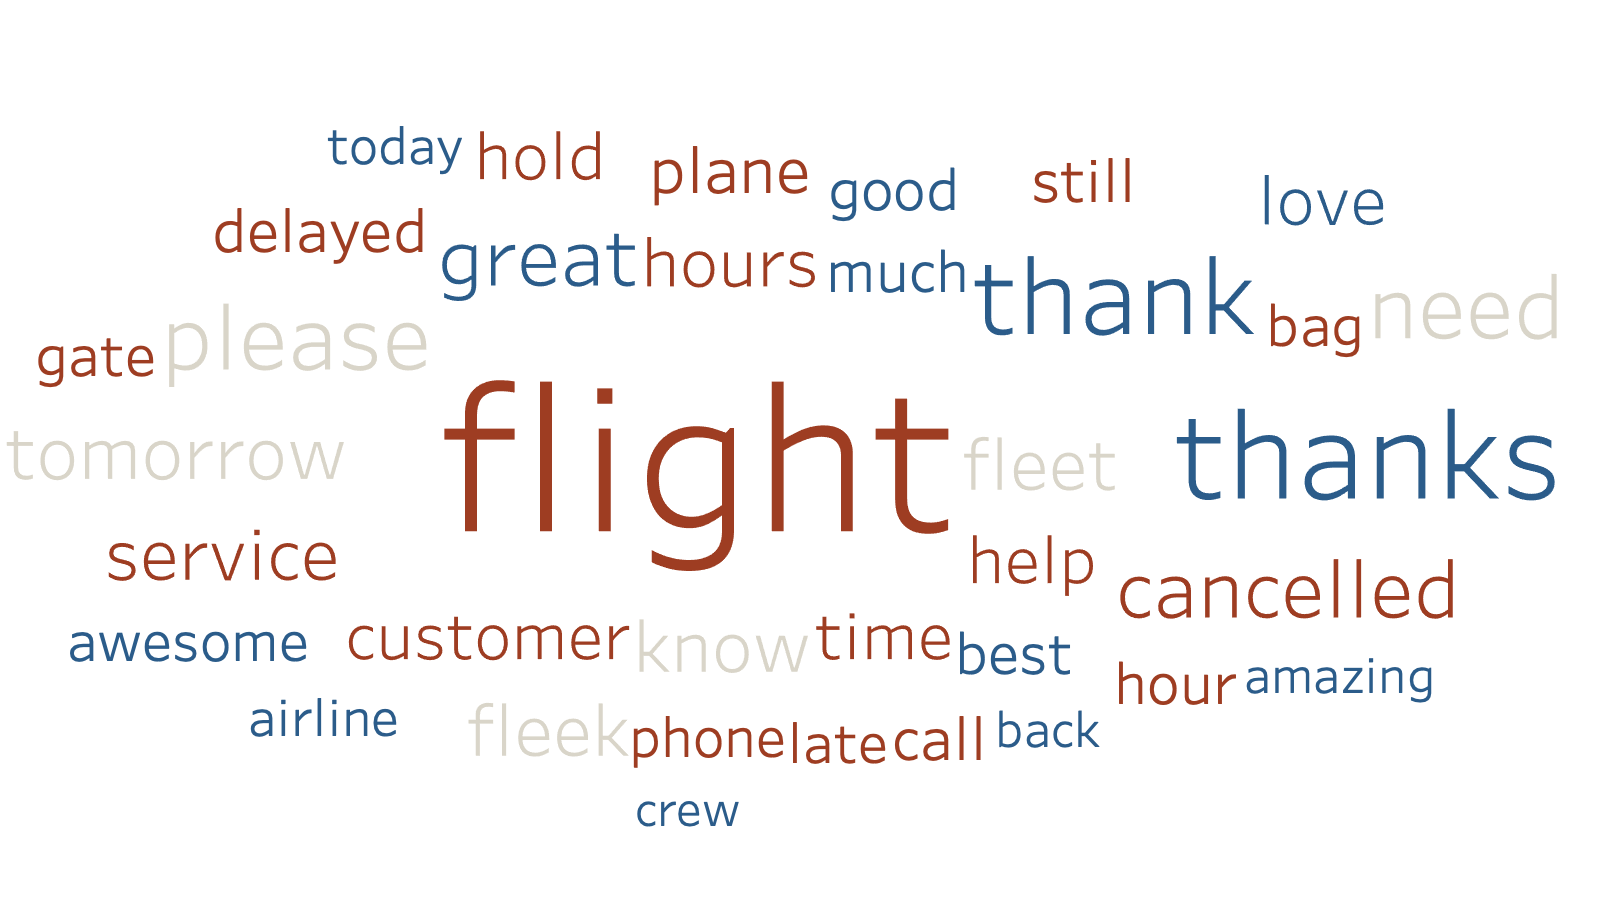 today hold plane good still love
delayed great hours much thank bag need
gate please
tomorrow flight fleet thanks
service help cancelled
awesome customer know time best hour amazing
airline fleek phone late call back
crew